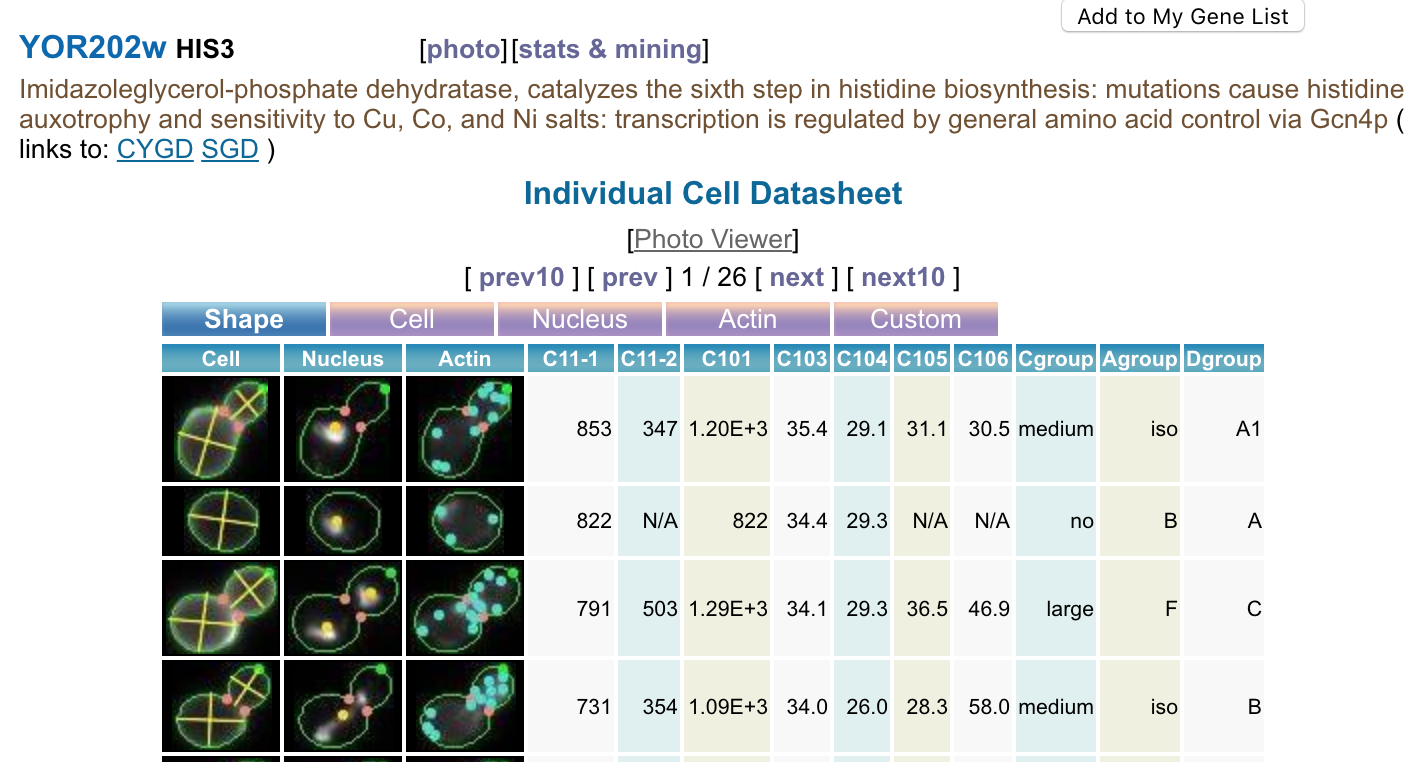 Add to My Gene List
YOR202w HIS3 [photo][stats & mining]
Imidazoleglycerol-phosphate dehydratase, catalyzes the sixth step in histidine biosynthesis: mutations cause histidine
auxotrophy and sensitivity to Cu, Co, and Ni salts: transcription is regulated by general amino acid control via Gcn4p (
links to: CYGD SGD )
Individual Cell Datasheet
[Photo Viewer]
[ prev10 ] [ prev ] 1 / 26 [ next ] [ next10 ]
Shape Cell Nucleus Actin Custom
Cell Nucleus Actin C11-1 C11-2 C101 C103 C104 C105 C106 Cgroup Agroup Dgroup
853 347 1.20E+3 35.4 29.1 31.1 30.5 medium iso A1
822 N/A 822 34.4 29.3 N/A N/A no B A
791 503 1.29E+3 34.1 29.3 36.5 46.9 large F C
731 354 1.09E+3 34.0 26.0 28.3 58.0 medium iso B